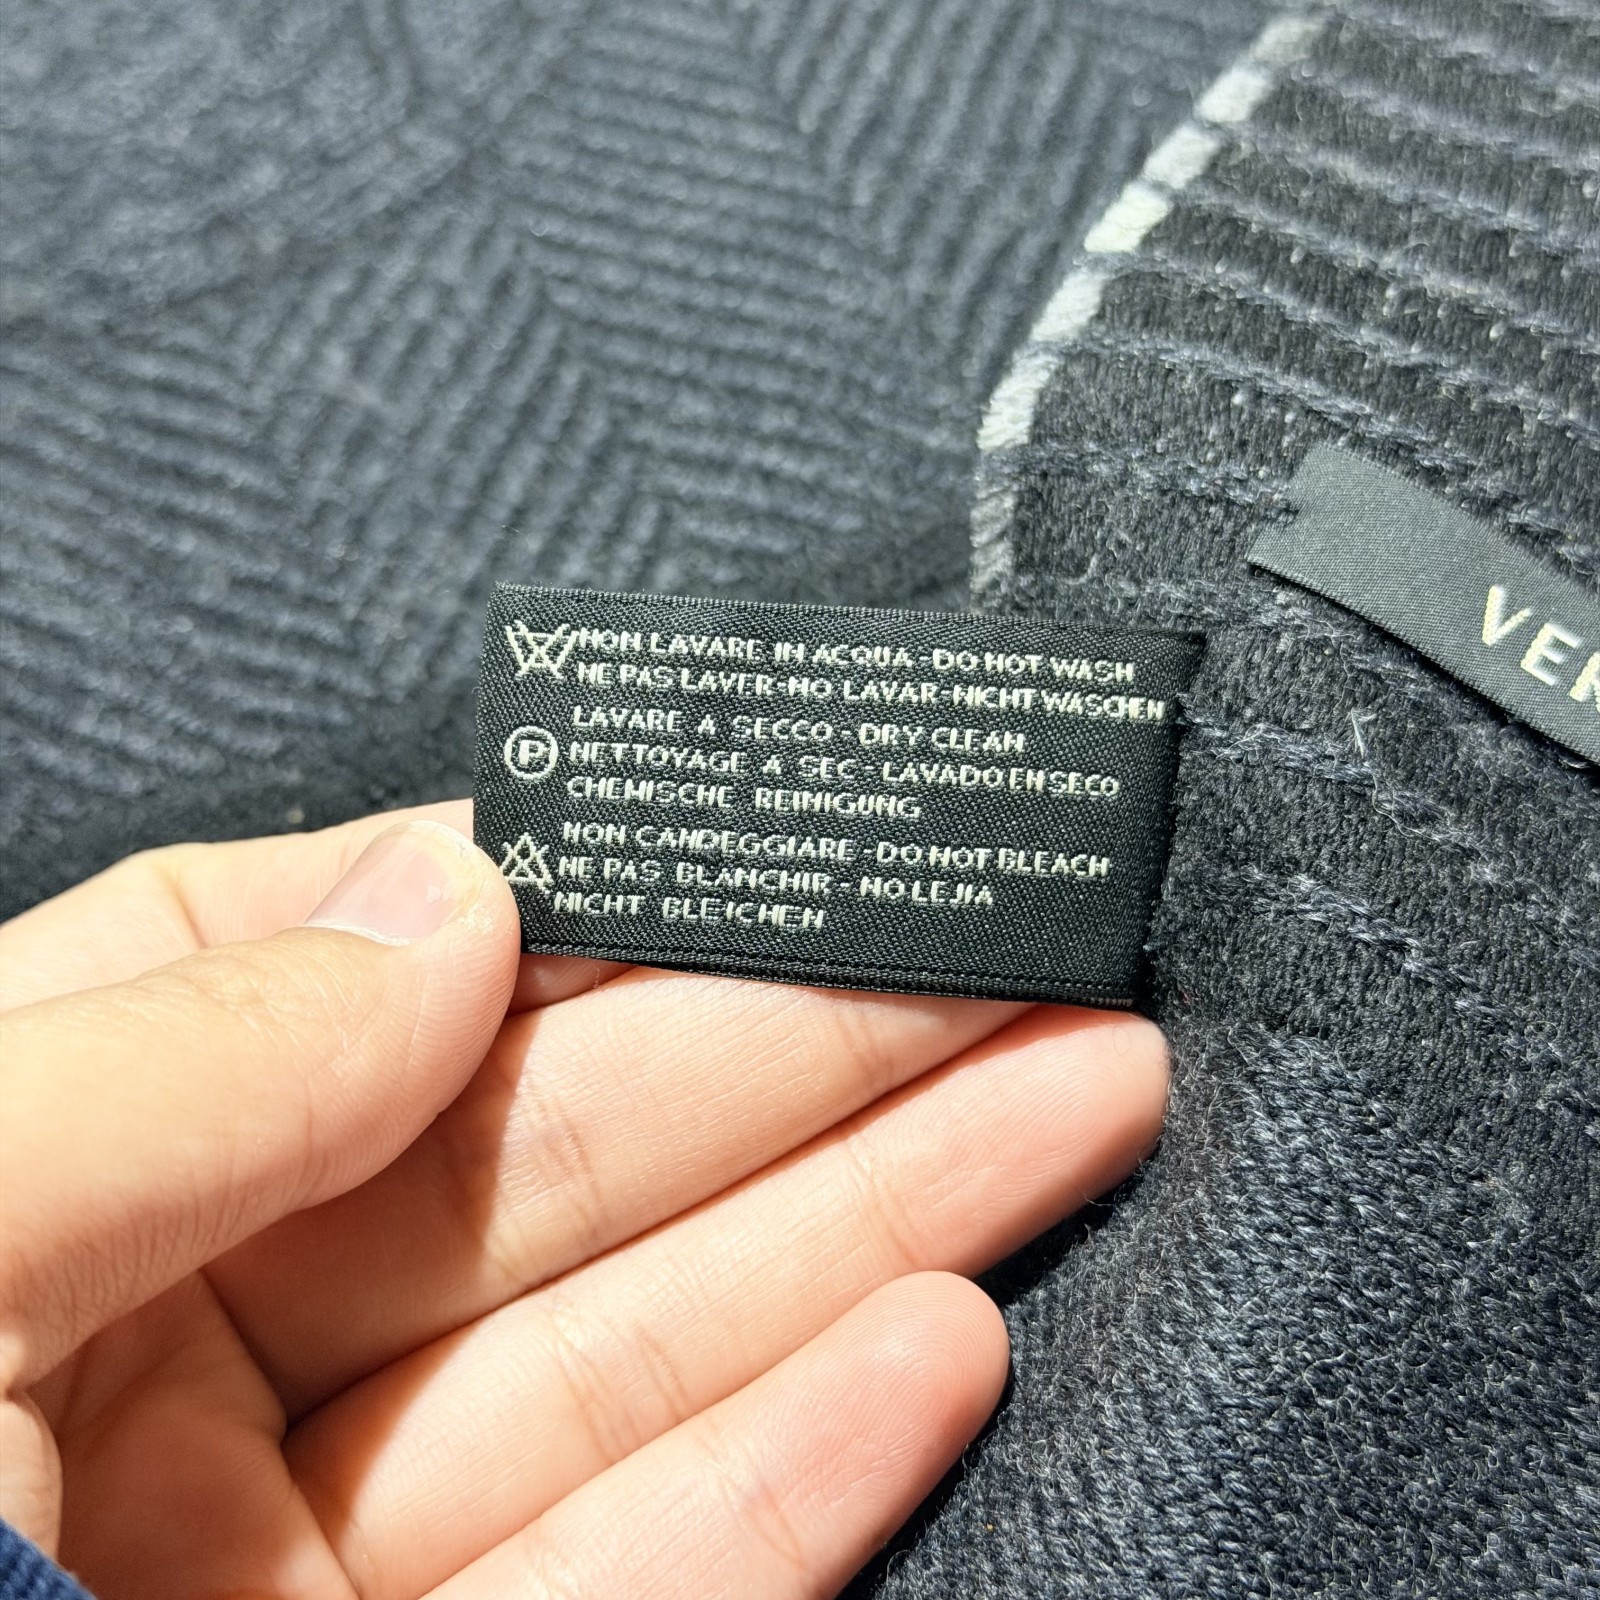 NON LAVARE IN ACQUA - DO NOT WASH
NE PAS LAVER - NO LAVAR - NICHT WASCHEN
LAVARE A SECCO - DRY CLEAN
P NETTOYAGE A SEC - LAVADO EN SECO
CHEMISCHE REINIGUNG
NON CANDEGGIARE - DO NOT BLEACH
NE PAS BLANCHIR - NO LEJIA
NICHT BLEICHEN
VER